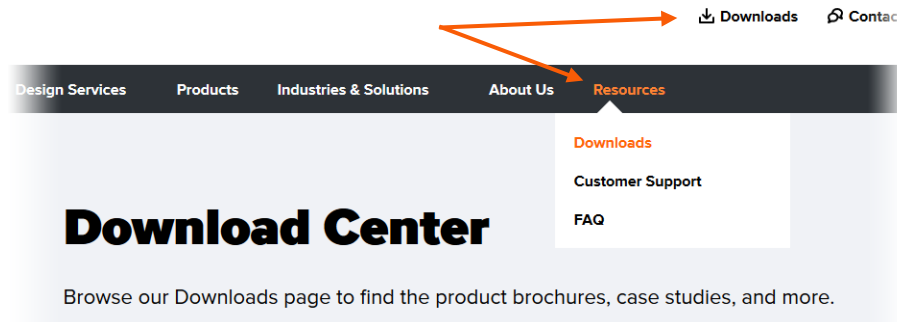 Downloads
Design Services Products Industries & Solutions About Us Resources
Downloads
Customer Support
FAQ
Download Center
Browse our Downloads page to find the product brochures, case studies, and more.